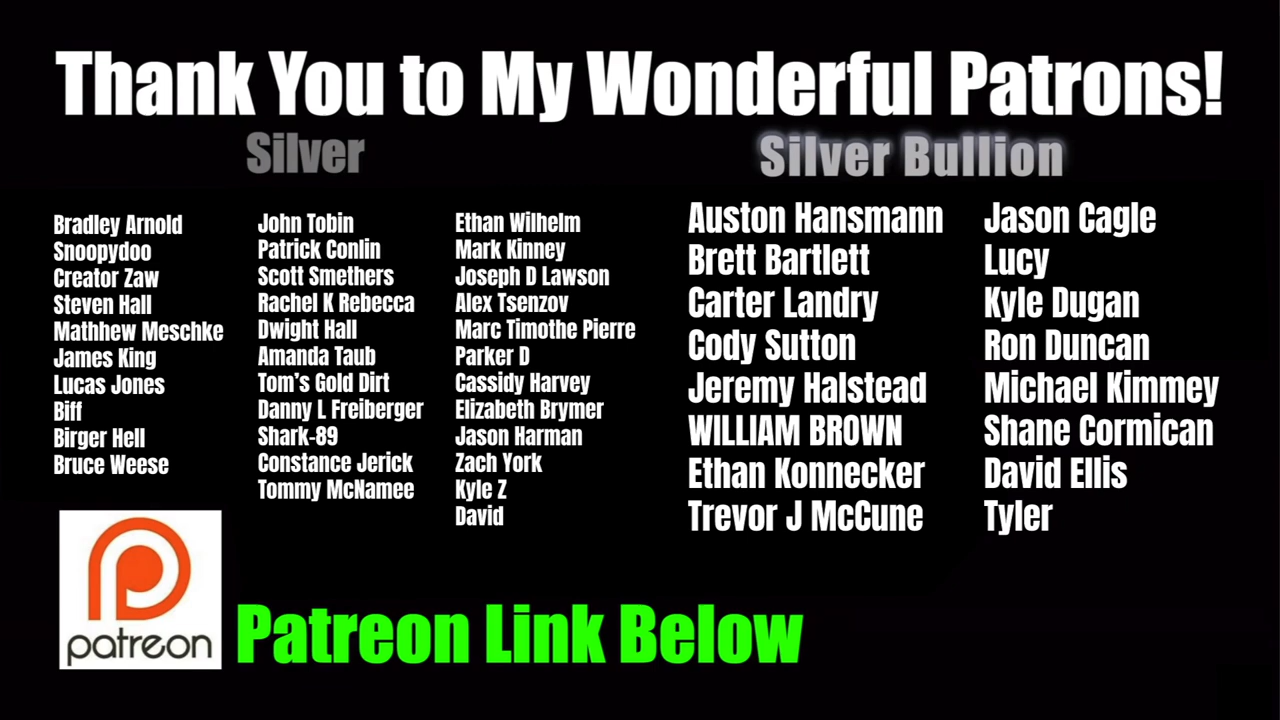 Thank You to My Wonderful Patrons!
Silver
Bradley Arnold
Snoopydoo
Creator Zaw
Steven Hall
Mathhew Meschke
James King
Lucas Jones
Biff
Birger Hell
Bruce Weese
John Tobin
Patrick Conlin
Scott Smethers
Rachel K Rebecca
Dwight Hall
Amanda Taub
Tom's Gold Dirt
Danny L Freiberger
Shark-89
Constance Jerick
Tommy McNamee
Ethan Wilhelm
Mark Kinney
Joseph D Lawson
Alex Tsenzov
Marc Timothe Pierre
Parker D
Cassidy Harvey
Elizabeth Brymer
Jason Harman
Zach York
Kyle Z
David
Silver Bullion
Auston Hansmann
Brett Bartlett
Carter Landry
Cody Sutton
Jeremy Halstead
WILLIAM BROWN
Ethan Konnecker
Trevor J McCune
Jason Cagle
Lucy
Kyle Dugan
Ron Duncan
Michael Kimmey
Shane Cormican
David Ellis
Tyler
patreon
Patreon Link Below